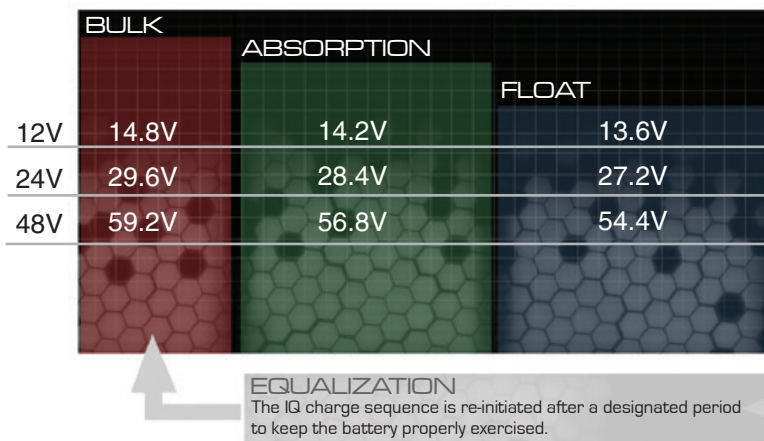 BULK
ABSORPTION
FLOAT
12V 14.8V 14.2V 13.6V
24V 29.6V 28.4V 27.2V
48V 59.2V 56.8V 54.4V
EQUALIZATION
The IQ charge sequence is re-initiated after a designated period
to keep the battery properly exercised.